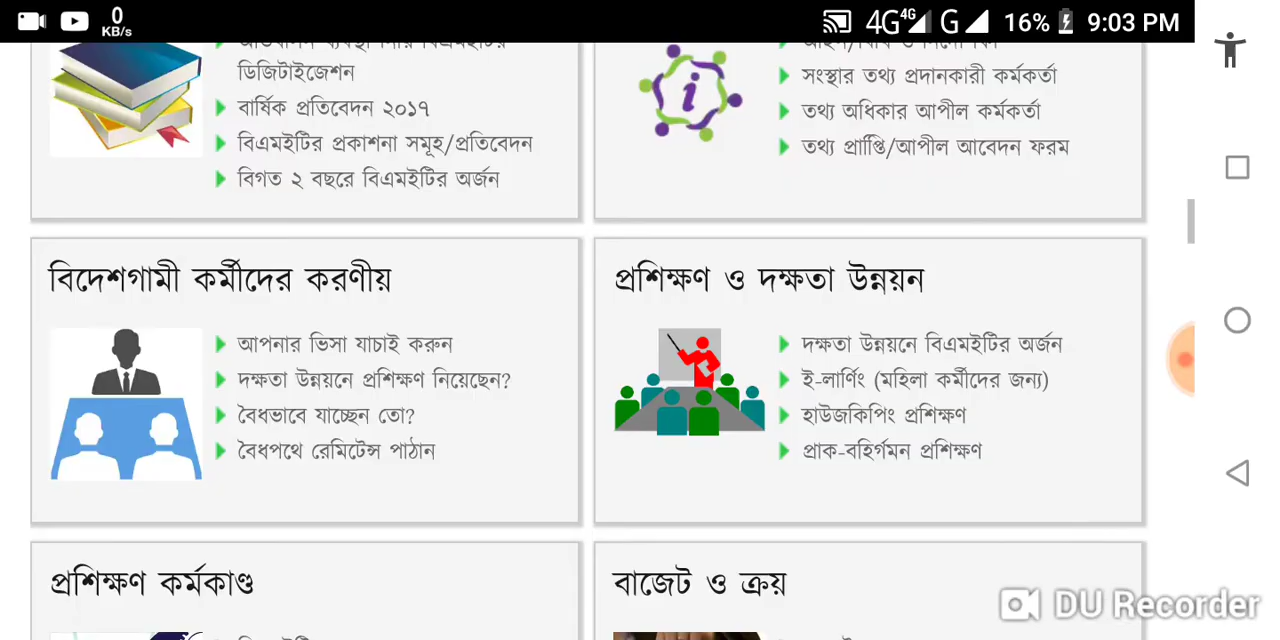 0
KB/s
4G 4G G 16% 9:03 PM
ডিজিটাইজেশন
বার্ষিক প্রতিবেদন ২০১৭
বিএমইটির প্রকাশনা সমূহ/প্রতিবেদন
বিগত ২ বছরে বিএমইটির অর্জন
i
সংস্থার তথ্য প্রদানকারী কর্মকর্তা
তথ্য অধিকার আপীল কর্মকর্তা
তথ্য প্রাপ্তি/আপীল আবেদন ফরম
বিদেশগামী কর্মীদের করণীয়
আপনার ভিসা যাচাই করুন
দক্ষতা উন্নয়নে প্রশিক্ষণ নিয়েছেন?
বৈধভাবে যাচ্ছেন তো?
বৈধপথে রেমিটেন্স পাঠান
প্রশিক্ষণ ও দক্ষতা উন্নয়ন
দক্ষতা উন্নয়নে বিএমইটির অর্জন
ই-লার্ণিং (মহিলা কর্মীদের জন্য)
হাউজকিপিং প্রশিক্ষণ
প্রাক-বহির্গমন প্রশিক্ষণ
প্রশিক্ষণ কর্মকাণ্ড
বাজেট ও ক্রয়
DU Recorder